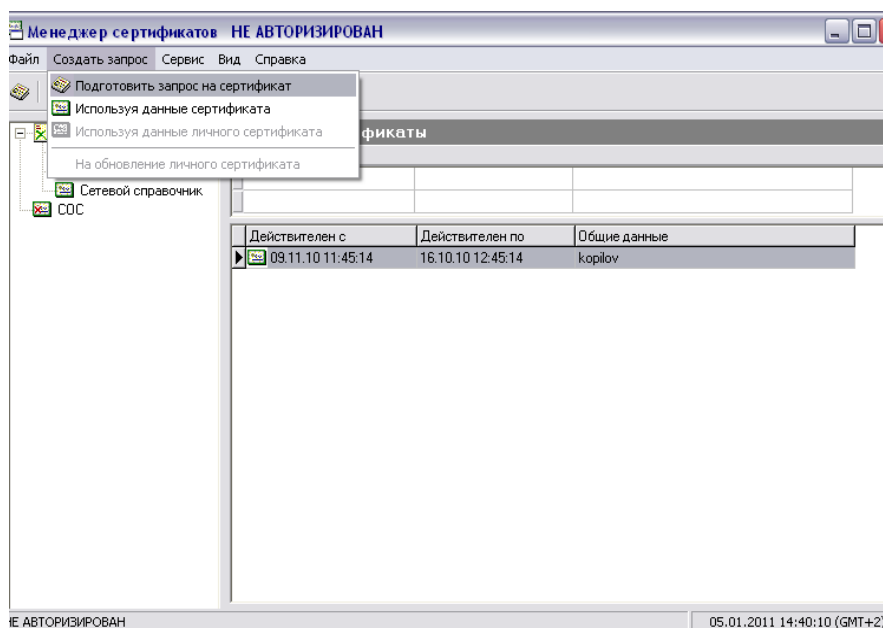 Менеджер сертификатов НЕ АВТОРИЗИРОВАН
Файл Создать запрос Сервис Вид Справка
Подготовить запрос на сертификат
Используя данные сертификата
Используя данные личного сертификата
На обновление личного сертификата
фикаты
Сетевой справочник
СОС
Действителен с Действителен по Общие данные
09.11.10 11:45:14 16.10.10 12:45:14 kopilov
НЕ АВТОРИЗИРОВАН 05.01.2011 14:40:10 (GMT+2)